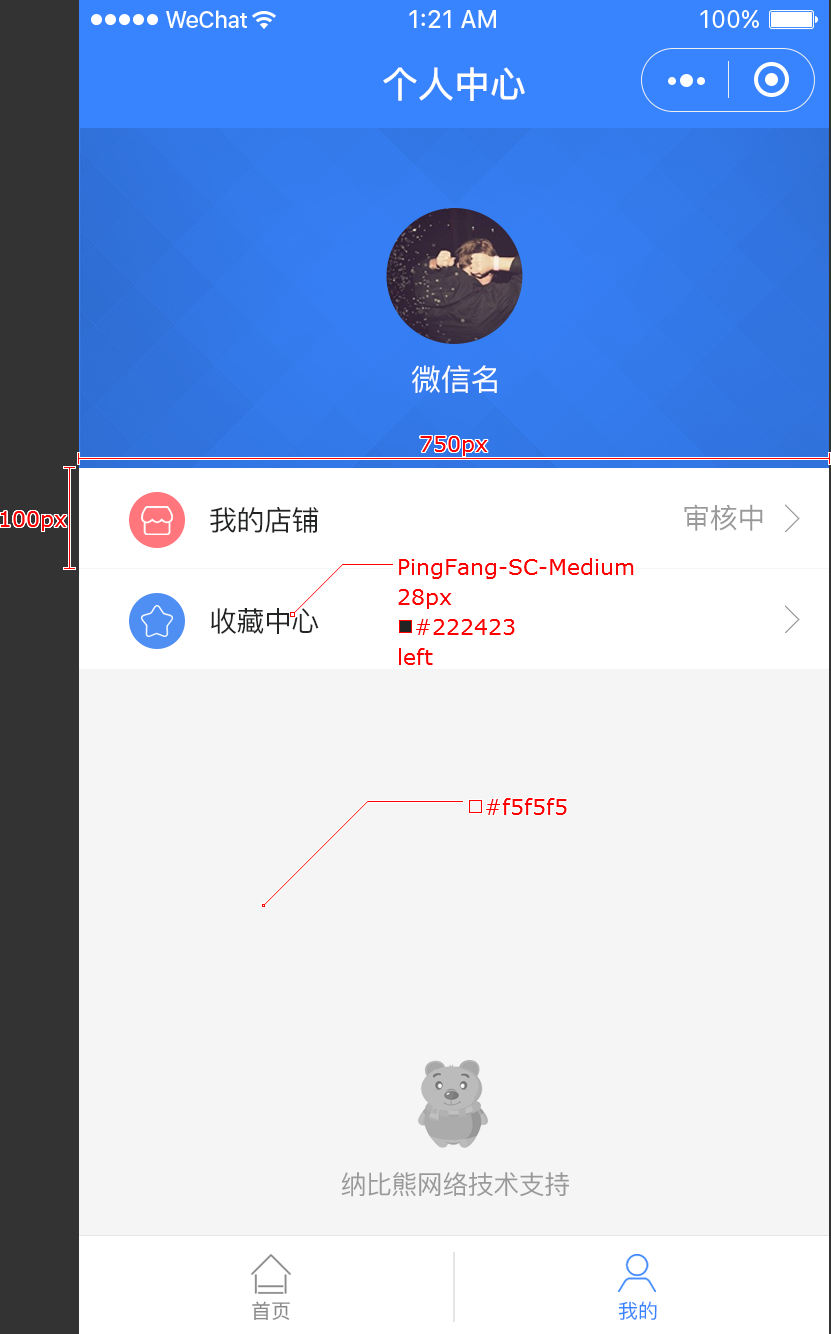 WeChat 1:21 AM 100%
个人中心
微信名
750px
100px
我的店铺 审核中
PingFang-SC-Medium
28px
收藏中心
#222423
left
#f5f5f5
纳比熊网络技术支持
首页 我的